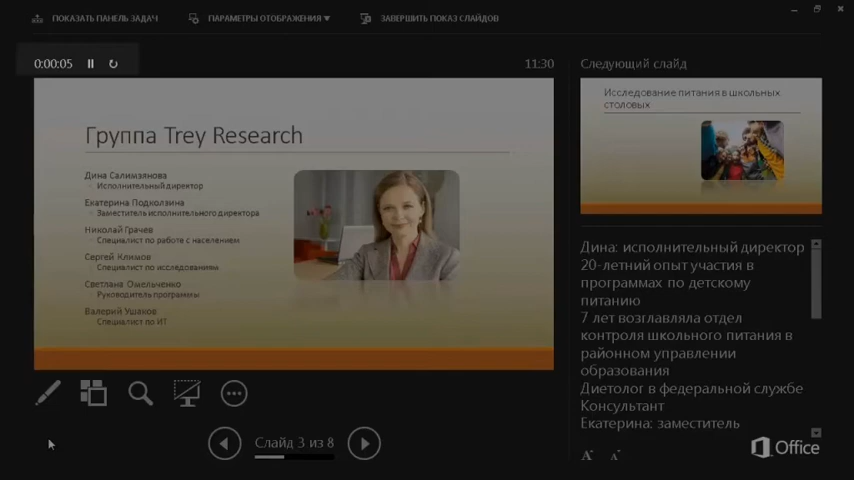 ПОКАЗАТЬ ПАНЕЛЬ ЗАДАЧ
ПАРАМЕТРЫ ОТОБРАЖЕНИЯ
ЗАВЕРШИТЬ ПОКАЗ СЛАЙДОВ
0:00:05
11:30
Следующий слайд
Группа Trey Research
Дина Салимзянова
Исполнительный директор
Екатерина Подколзина
Заместитель исполнительного директора
Николай Грачев
Специалист по работе с населением
Сергей Климов
Специалист по исследованиям
Светлана Омельченко
Руководитель программы
Валерий Ушаков
Специалист по ИТ
Исследование питания в школьных
столовых
Дина: исполнительный директор
20-летний опыт участия в
программах по детскому
питанию
7 лет возглавляла отдел
контроля школьного питания в
районном управлении
образования
Диетолог в федеральной службе
Консультант
Екатерина: заместитель
Слайд 3 из 8
A A
Office